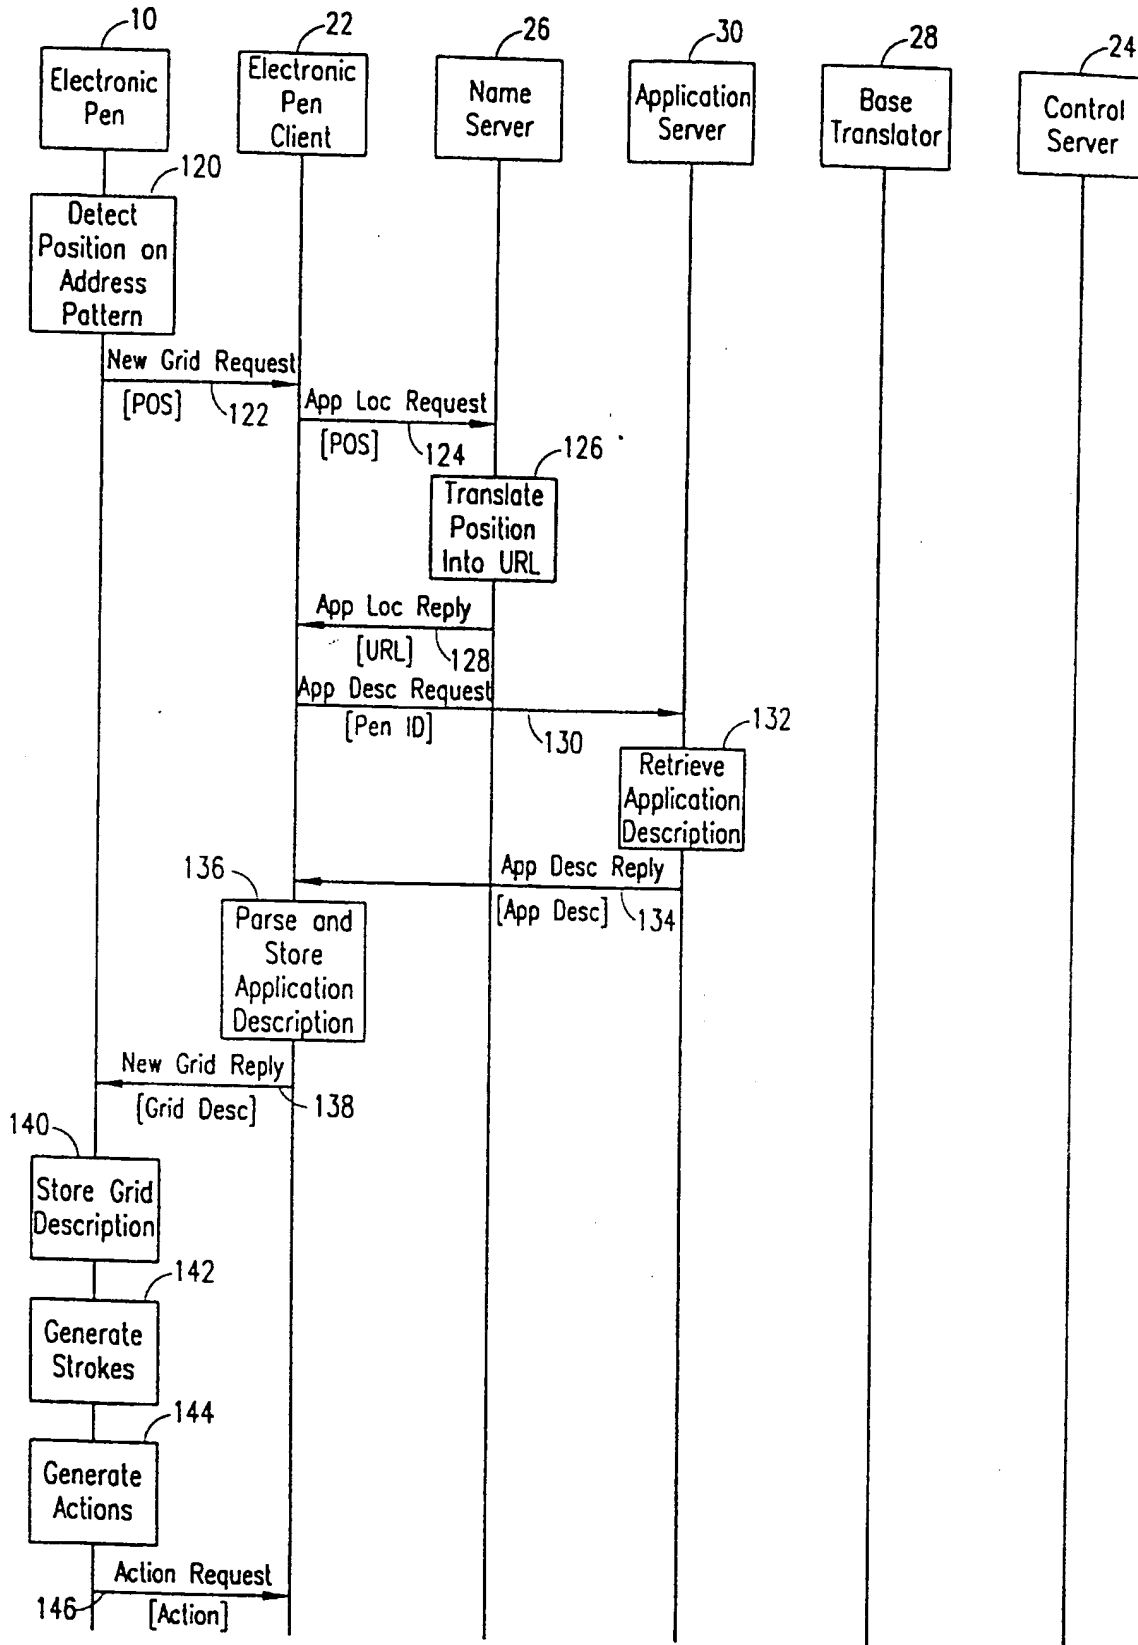 10
22
26
30
28
24
Electronic
Pen
Electronic
Pen
Client
Name
Server
Application
Server
Base
Translator
Control
Server
120
Detect
Position on
Address
Pattern
New Grid Request
[POS]
122
App Loc Request
[POS]
124
126
Translate
Position
Into URL
App Loc Reply
[URL]
128
App Desc Request
[Pen ID]
130
132
Retrieve
Application
Description
App Desc Reply
[App Desc]
134
136
Parse and
Store
Application
Description
New Grid Reply
[Grid Desc]
138
140
Store Grid
Description
142
Generate
Strokes
144
Generate
Actions
Action Request
146
[Action]